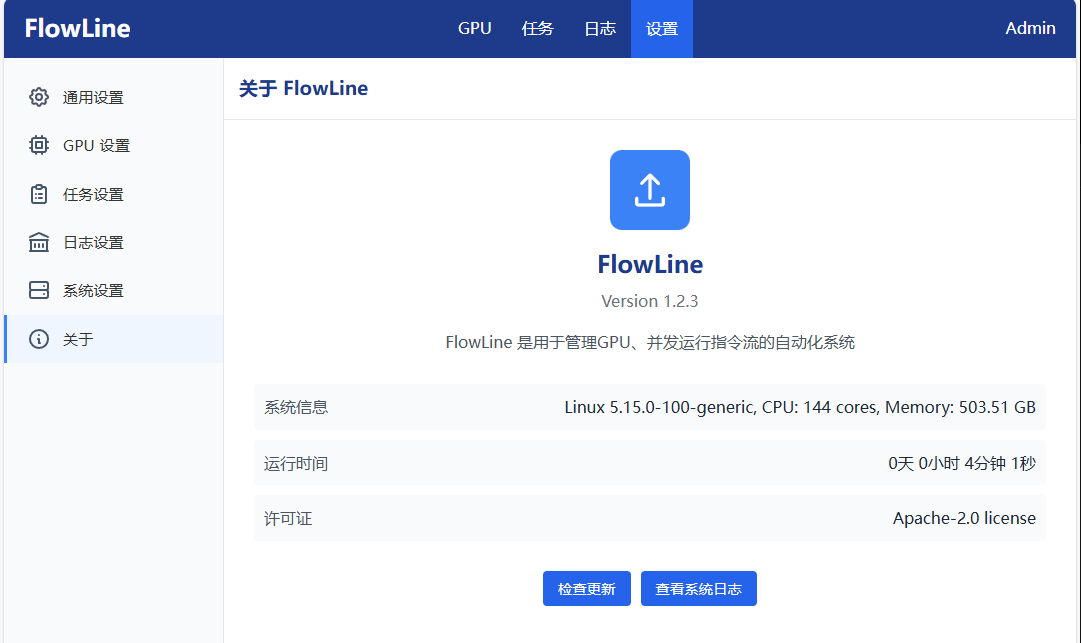 FlowLine
GPU 任务 日志 设置
Admin
通用设置
GPU 设置
任务设置
日志设置
系统设置
关于
关于 FlowLine
FlowLine
Version 1.2.3
FlowLine 是用于管理GPU、并发运行指令流的自动化系统
系统信息 Linux 5.15.0-100-generic, CPU: 144 cores, Memory: 503.51 GB
运行时间 0天 0小时 4分钟 1秒
许可证 Apache-2.0 license
检查更新 查看系统日志